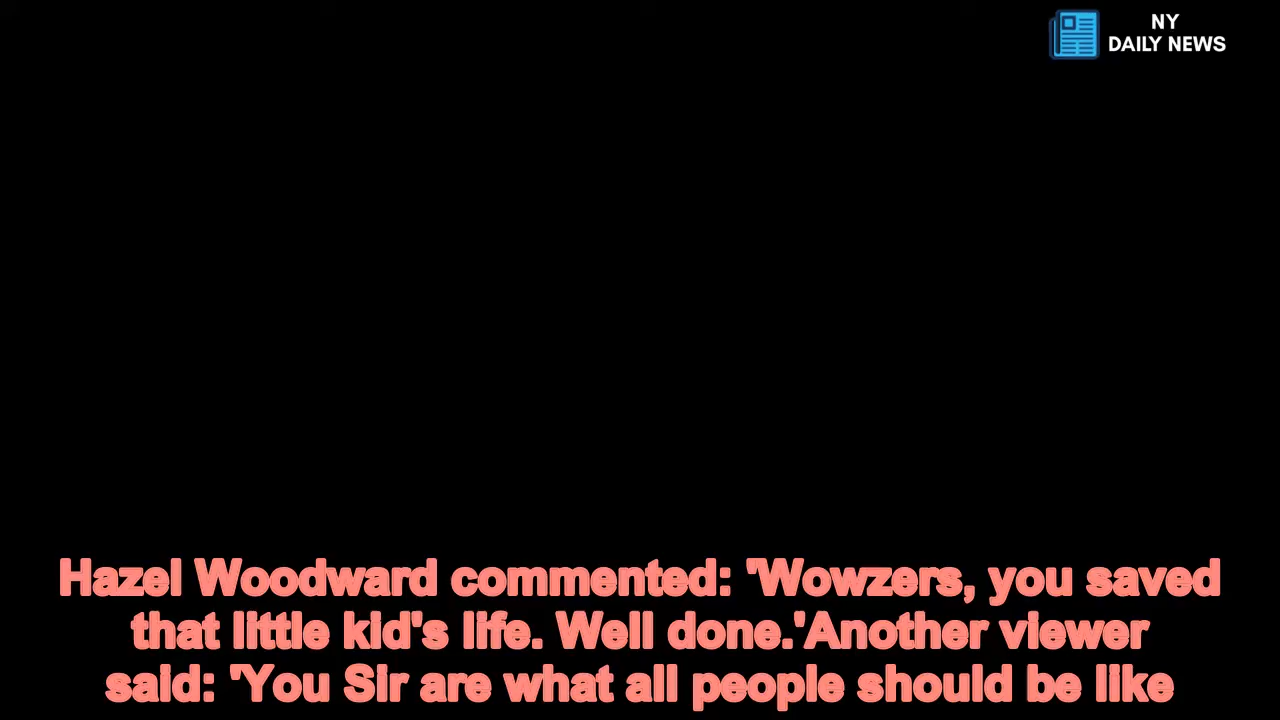 NY
DAILY NEWS
Hazel Woodward commented: 'Wowzers, you saved
that little kid's life. Well done.'Another viewer
said: 'You Sir are what all people should be like